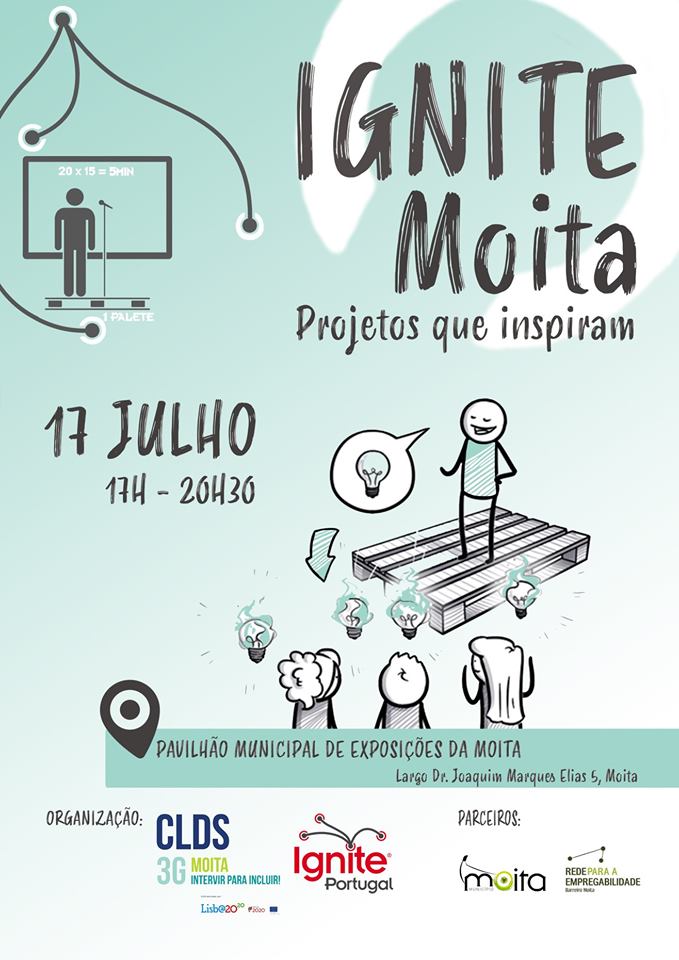 20 x 15 = 5MIN
1 PALETE
IGNITE
Moita
Projetos que inspiram
17 JULHO
17H - 20H30
PAVILHÃO MUNICIPAL DE EXPOSIÇÕES DA MOITA
Largo Dr. Joaquim Marques Elias 5, Moita
ORGANIZAÇÃO:
CLDS
3G MOITA
INTERVIR PARA INCLUIR!
Lisb@20²⁰
2020
Ignite®
Portugal
PARCEIROS:
moita
REDE PARA A
EMPREGABILIDADE
Barreiro Moita